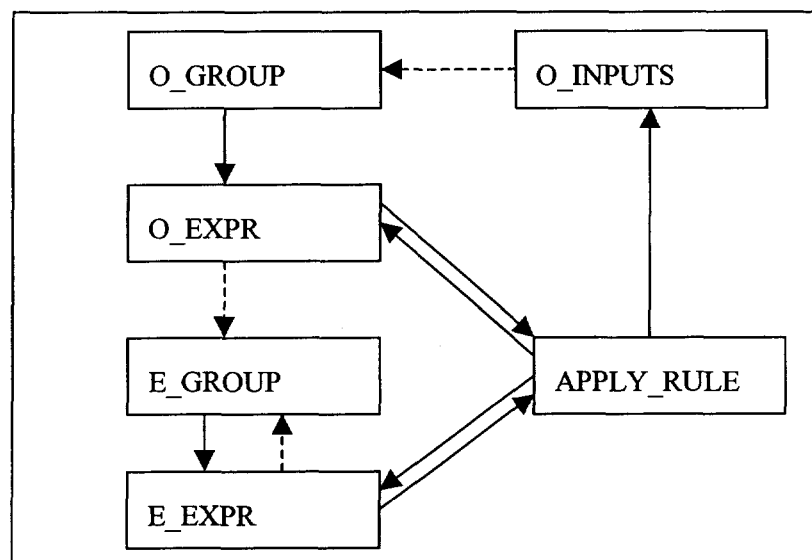 O_GROUP
O_INPUTS
O_EXPR
E_GROUP
APPLY_RULE
E_EXPR